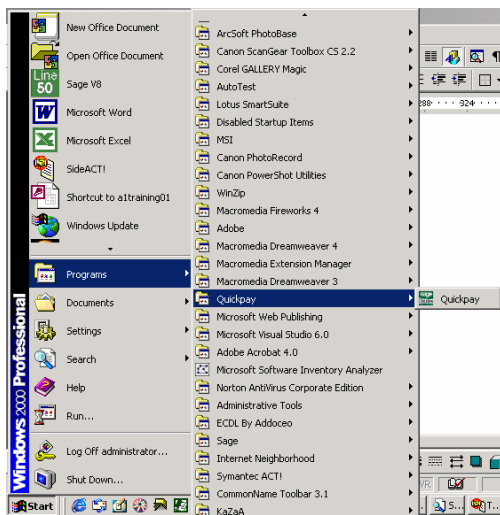 New Office Document
Open Office Document
Line 50
Sage V8
Microsoft Word
Microsoft Excel
SideACT!
Shortcut to a1training01
Windows Update
Programs
Documents
Settings
Search
Help
Run...
Log Off administrator...
Shut Down...
Windows 2000 Professional
Start
ArcSoft PhotoBase
Canon ScanGear Toolbox CS 2.2
Corel GALLERY Magic
AutoTest
Lotus SmartSuite
Disabled Startup Items
MSI
Canon PhotoRecord
Canon PowerShot Utilities
WinZip
Macromedia Fireworks 4
Adobe
Macromedia Dreamweaver 4
Macromedia Extension Manager
Macromedia Dreamweaver 3
Quickpay
Microsoft Web Publishing
Microsoft Visual Studio 6.0
Adobe Acrobat 4.0
Microsoft Software Inventory Analyzer
Norton AntiVirus Corporate Edition
Administrative Tools
ECDL By Addoceo
Sage
Internet Neighborhood
Symantec ACT!
CommonName Toolbar 3.1
KaZaA
Quickpay
288 · · · 324 · · ·
S...
T...